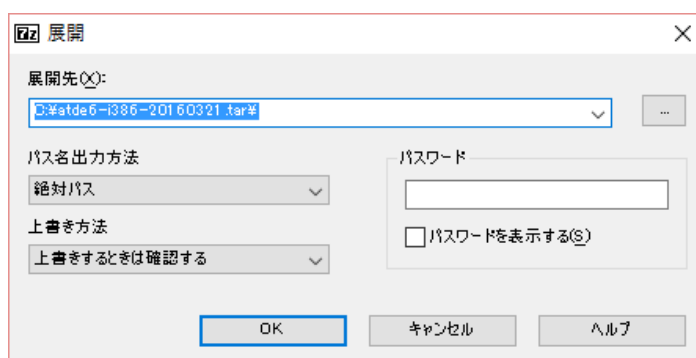 7z 展開
展開先(X):
C:¥atde6-i386-20160321.tar¥
...
パス名出力方法
絶対パス
上書き方法
上書きするときは確認する
パスワード
パスワードを表示する(S)
OK
キャンセル
ヘルプ